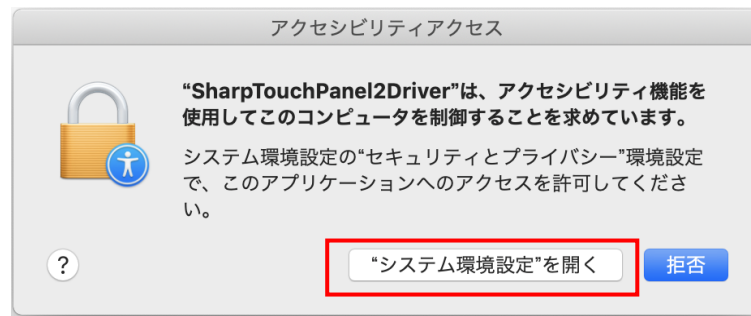 アクセシビリティアクセス
“SharpTouchPanel2Driver”は、アクセシビリティ機能を
使用してこのコンピュータを制御することを求めています。
システム環境設定の“セキュリティとプライバシー”環境設定
で、このアプリケーションへのアクセスを許可してくださ
い。
?
“システム環境設定”を開く
拒否